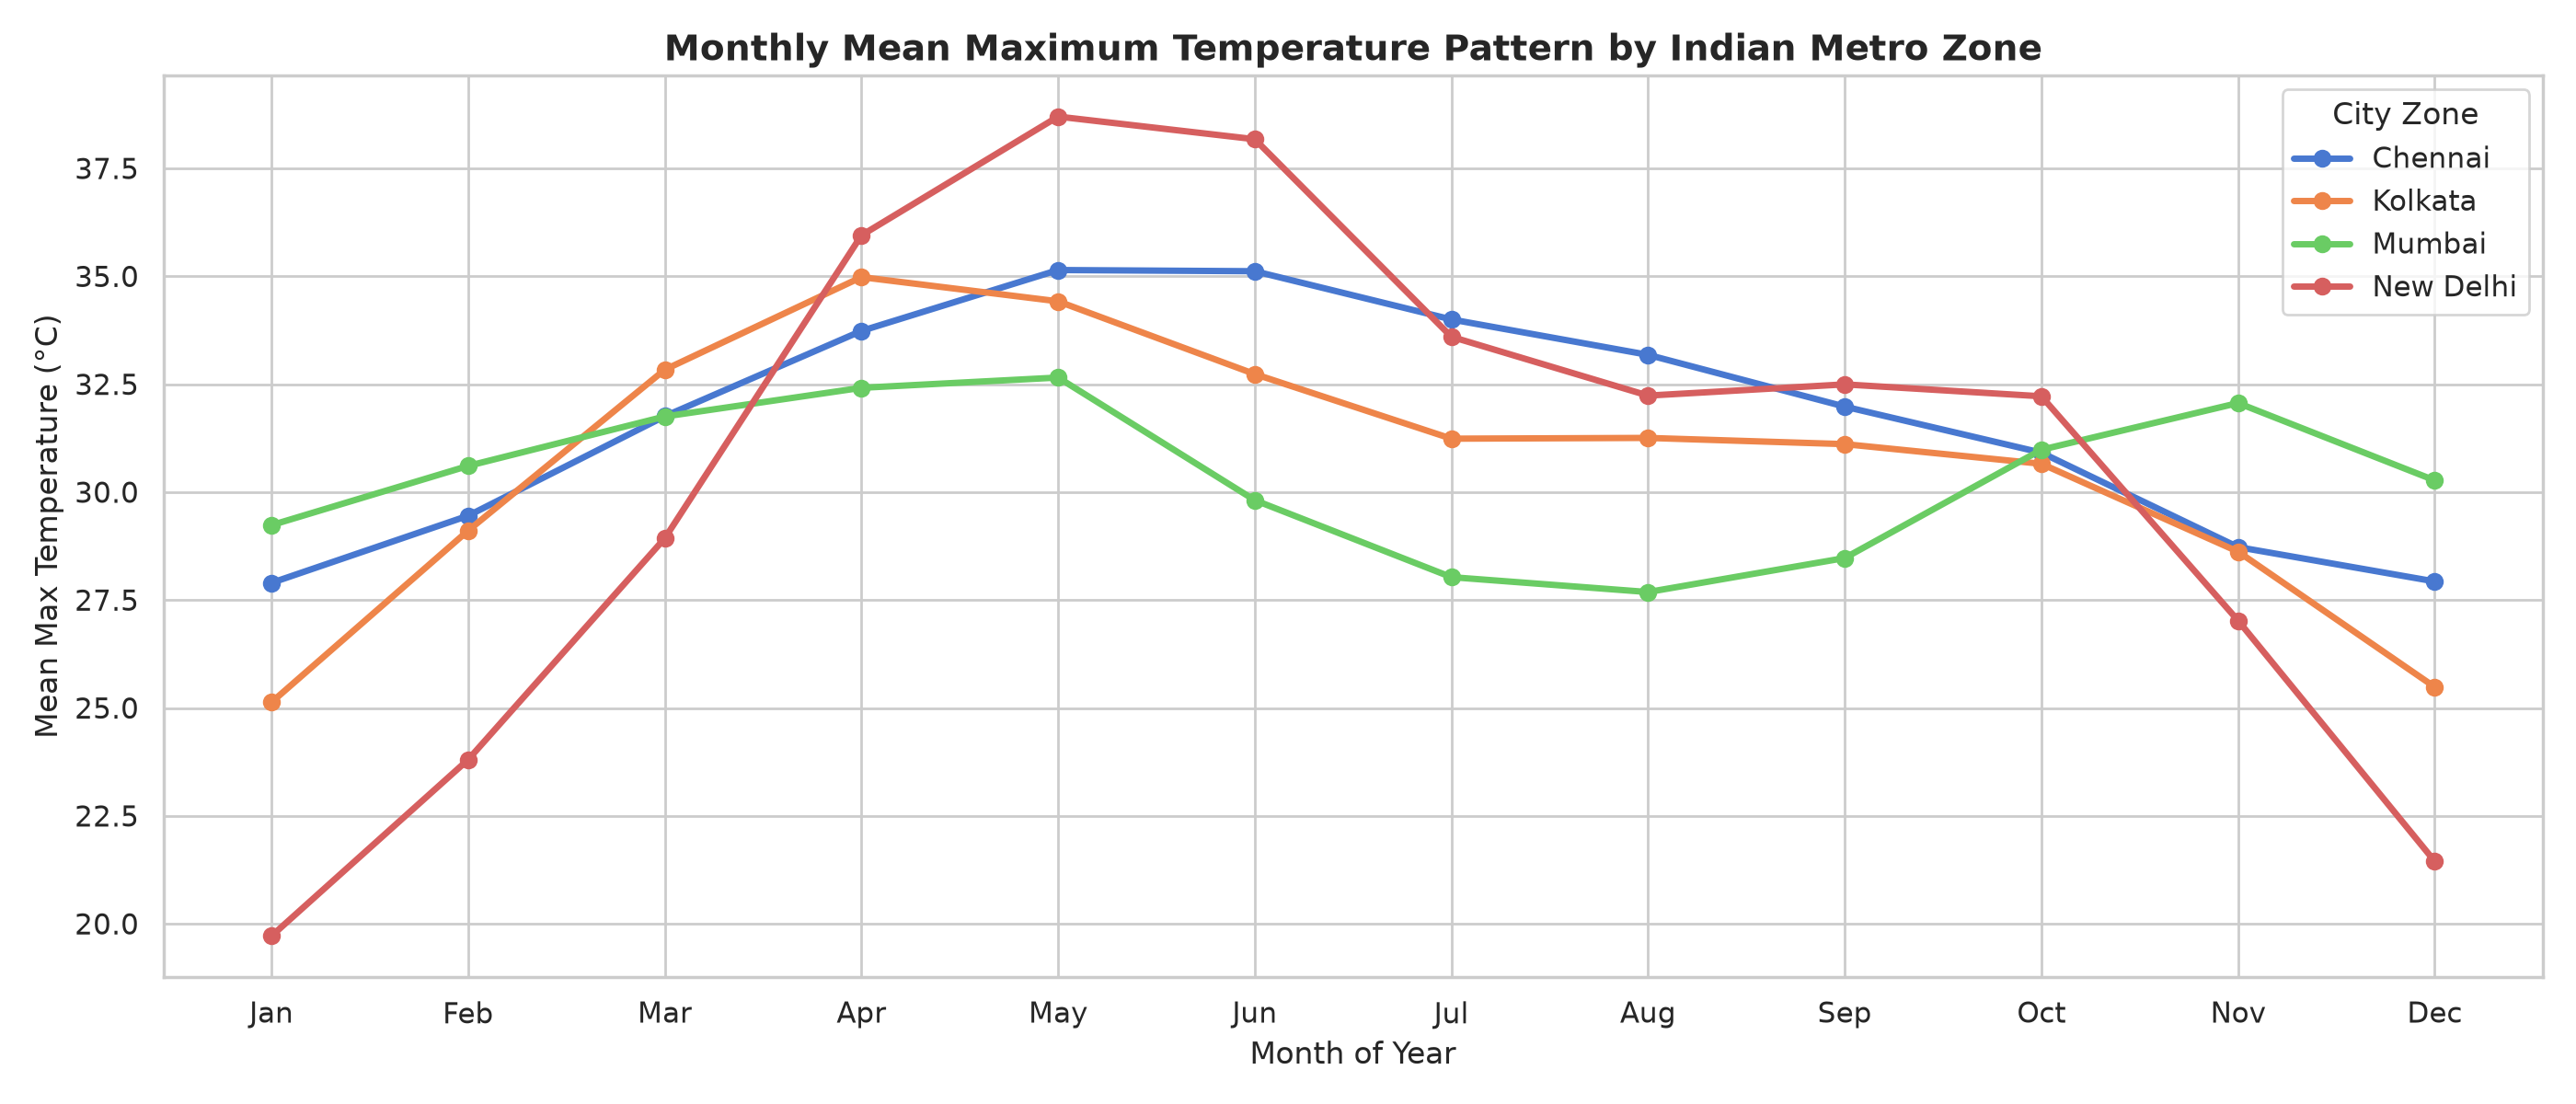 Monthly Mean Maximum Temperature Pattern by Indian Metro Zone
City Zone
Chennai
Kolkata
Mumbai
New Delhi
Mean Max Temperature (°C)
37.5
35.0
32.5
30.0
27.5
25.0
22.5
20.0
Jan Feb Mar Apr May Jun Jul Aug Sep Oct Nov Dec
Month of Year